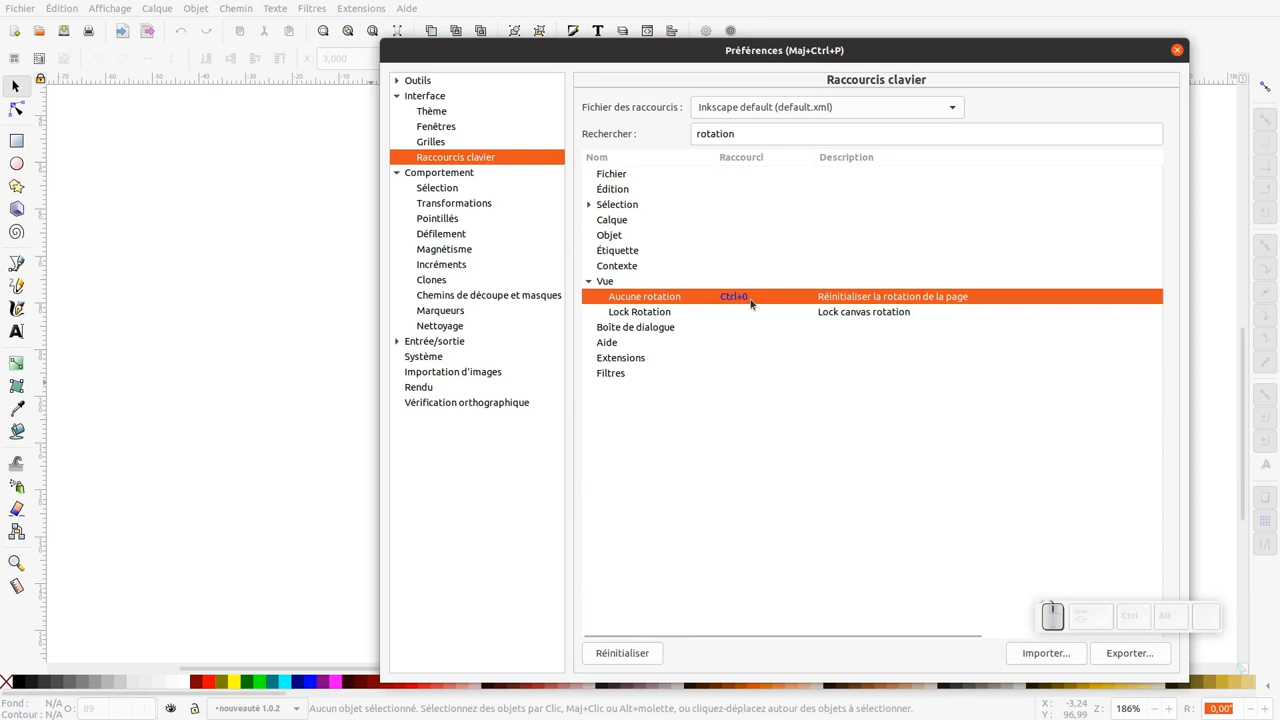 Fichier Édition Affichage Calque Objet Chemin Texte Filtres Extensions Aide
Préférences (Maj+Ctrl+P)
X : 3,000
Outils
Interface
Thème
Fenêtres
Grilles
Raccourcis clavier
Comportement
Sélection
Transformations
Pointillés
Défilement
Magnétisme
Incréments
Clones
Chemins de découpe et masques
Marqueurs
Nettoyage
Entrée/sortie
Système
Importation d'images
Rendu
Vérification orthographique
Raccourcis clavier
Fichier des raccourcis : Inkscape default (default.xml)
Rechercher : rotation
Nom Raccourci Description
Fichier
Édition
Sélection
Calque
Objet
Étiquette
Contexte
Vue
Aucune rotation Ctrl+0 Réinitialiser la rotation de la page
Lock Rotation Lock canvas rotation
Boîte de dialogue
Aide
Extensions
Filtres
Ctrl Alt
Réinitialiser Importer... Exporter...
Fond : N/A
Contour : N/A
O : 89
•nouveauté 1.0.2
Aucun objet sélectionné. Sélectionnez des objets par Clic, Maj+Clic ou Alt+molette, ou cliquez-déplacez autour des objets à sélectionner.
X : -3,24
Y : 96,99
Z : 186%
R : 0,00°